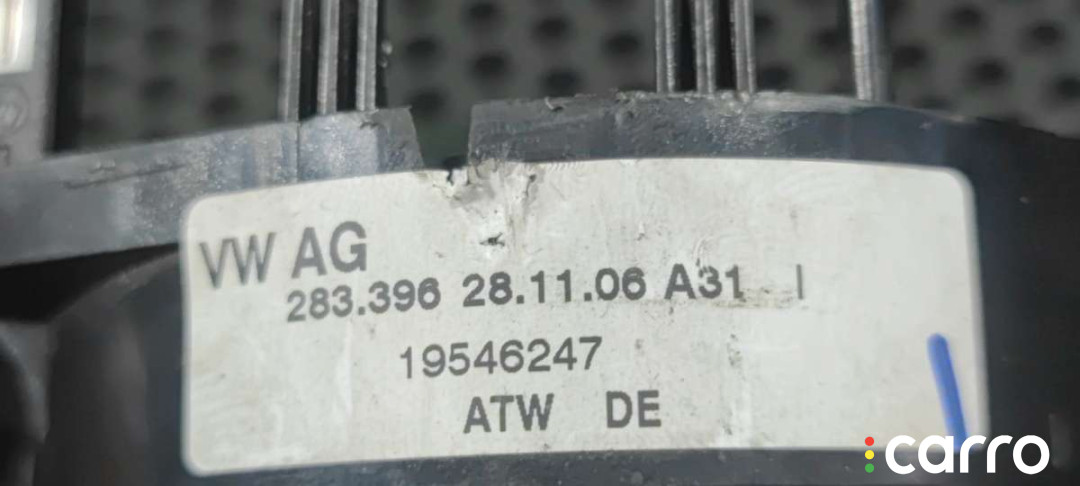 VW AG
283.396 28.11.06 A31 I
19546247
ATW DE
carro